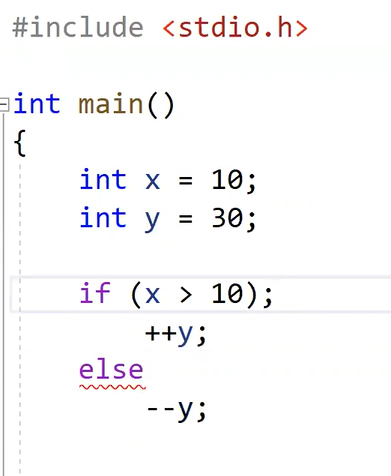 #include <stdio.h>
int main()
{
int x = 10;
int y = 30;
if (x > 10);
++y;
else
--y;